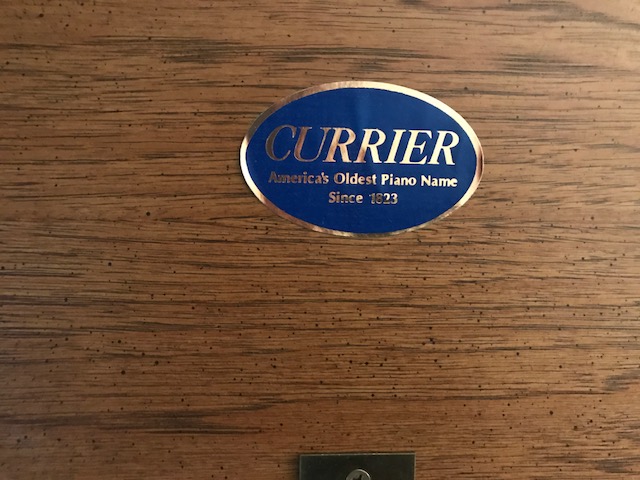 CURRIER
America's Oldest Piano Name
Since 1823